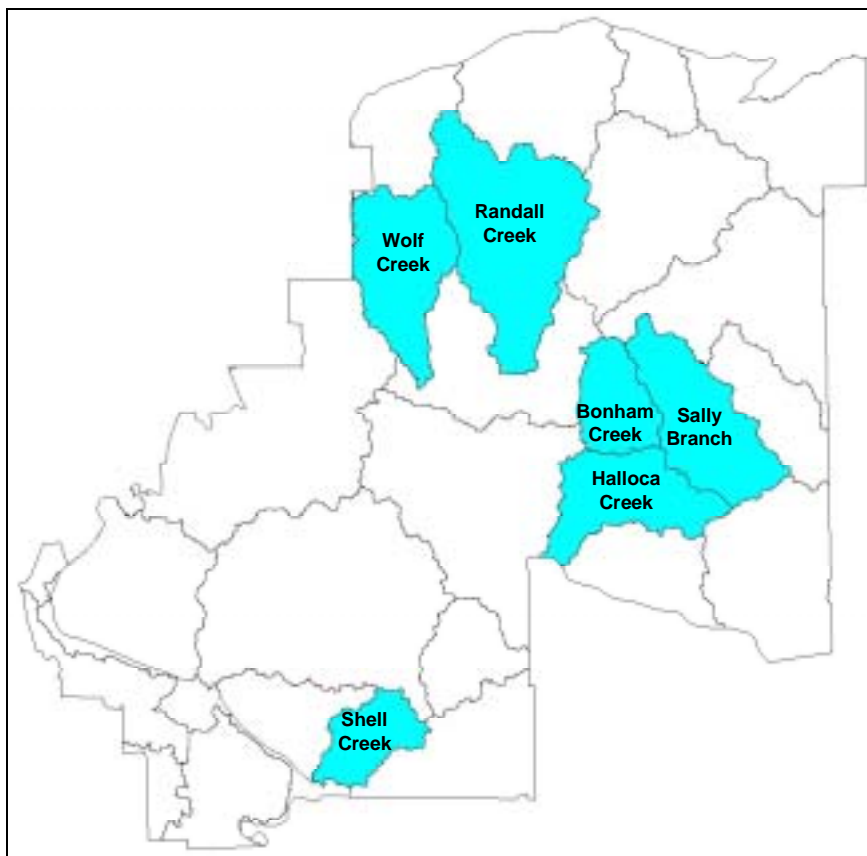 Randall
Creek
Wolf
Creek
Bonham
Creek
Sally
Branch
Halloca
Creek
Shell
Creek